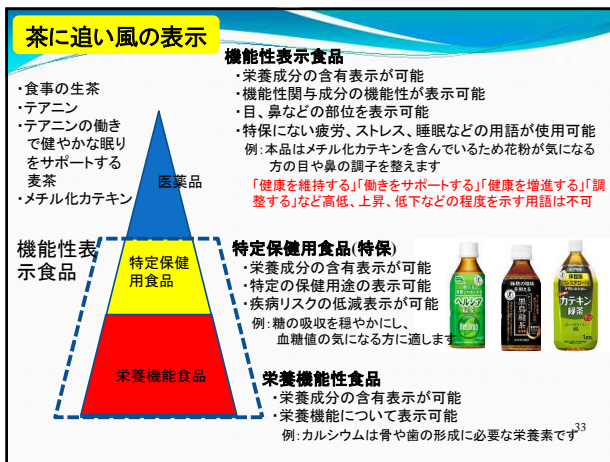 茶に追い風の表示
・食事の生茶
・テアニン
・テアニンの働き
で健やかな眠り
をサポートする
麦茶
・メチル化カテキン
機能性表示食品
・栄養成分の含有表示が可能
・機能性関与成分の機能性が表示可能
・目、鼻などの部位を表示可能
・特保にない疲労、ストレス、睡眠などの用語が使用可能
例:本品はメチル化カテキンを含んでいるため花粉が気になる
方の目や鼻の調子を整えます
「健康を維持する」「働きをサポートする」「健康を増進する」「調
整する」など高低、上昇、低下などの程度を示す用語は不可
医薬品
機能性表
示食品
特定保健
用食品
栄養機能食品
特定保健用食品(特保)
・栄養成分の含有表示が可能
・特定の保健用途の表示可能
・疾病リスクの低減表示が可能
例:糖の吸収を穏やかにし、
血糖値の気になる方に適します
ヘルシア
緑茶
黒烏龍茶
コレステロール
カテキン
緑茶
栄養機能性食品
・栄養成分の含有表示が可能
・栄養機能について表示可能
例:カルシウムは骨や歯の形成に必要な栄養素です
33